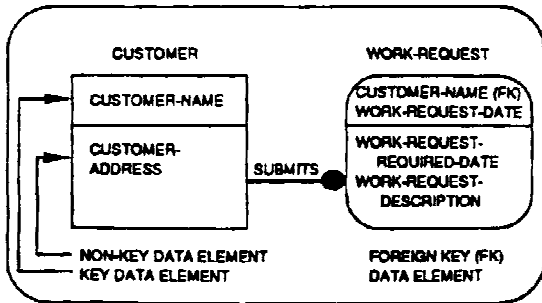 CUSTOMER
WORK-REQUEST
CUSTOMER-NAME
CUSTOMER-ADDRESS
SUBMITS
CUSTOMER-NAME (FK)
WORK-REQUEST-DATE
WORK-REQUEST-
REQUIRED-DATE
WORK-REQUEST-
DESCRIPTION
NON-KEY DATA ELEMENT
KEY DATA ELEMENT
FOREIGN KEY (FK)
DATA ELEMENT